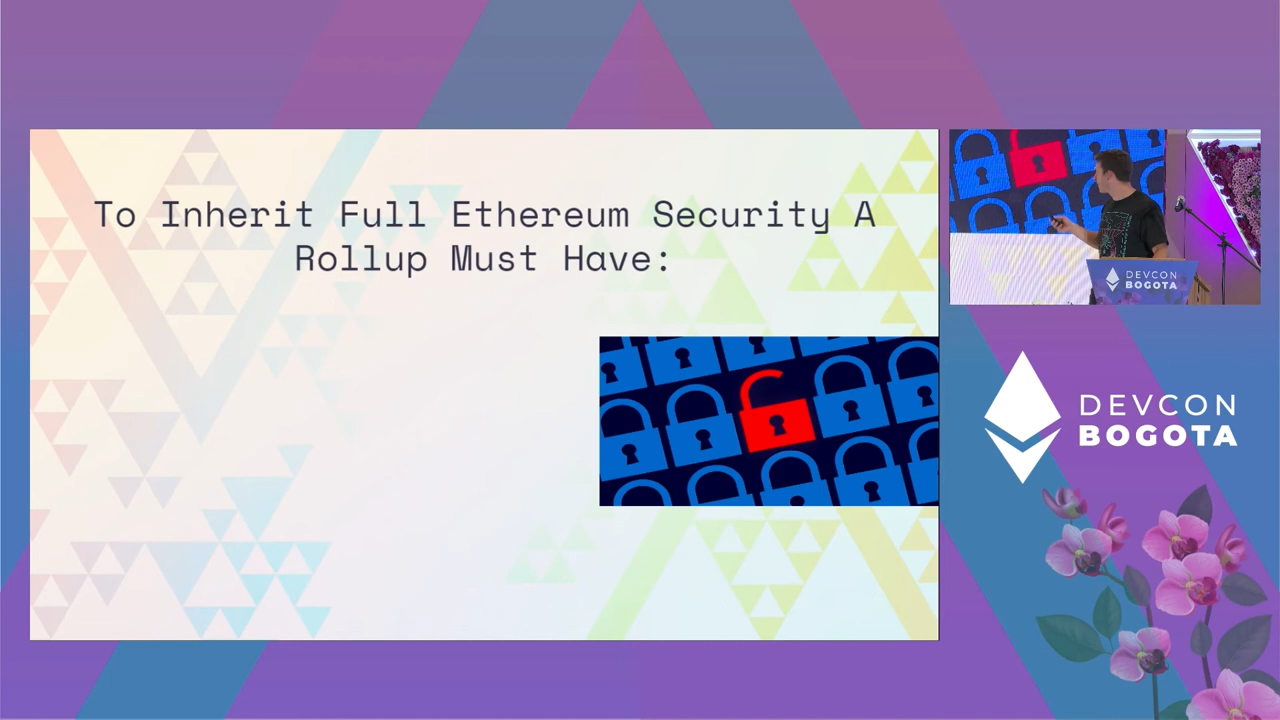 To Inherit Full Ethereum Security A
Rollup Must Have:
DEVCON
BOGOTA
DEVCON
BOGOTA